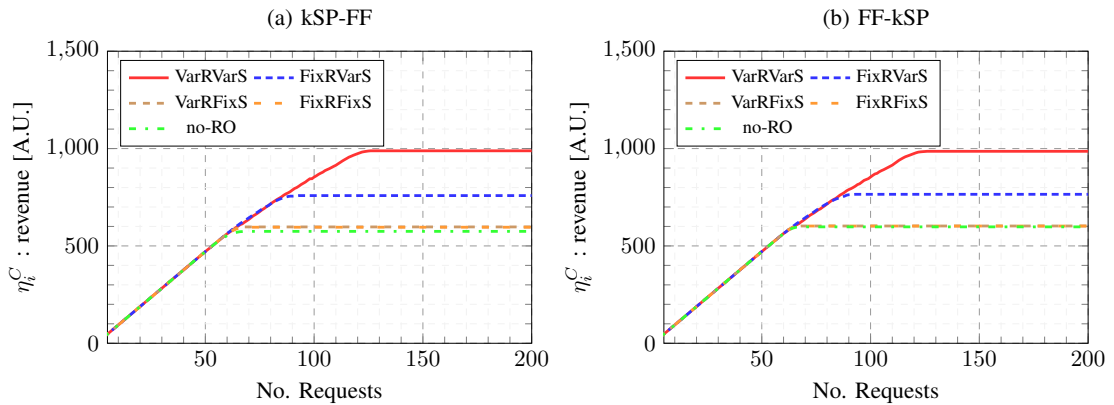 (a) kSP-FF
1,500
1,000
500
0
50
100
150
200
η_i^C : revenue [A.U.]
No. Requests
VarRVarS
FixRVarS
VarRFixS
FixRFixS
no-RO
(b) FF-kSP
1,500
1,000
500
0
50
100
150
200
η_i^C : revenue [A.U.]
No. Requests
VarRVarS
FixRVarS
VarRFixS
FixRFixS
no-RO